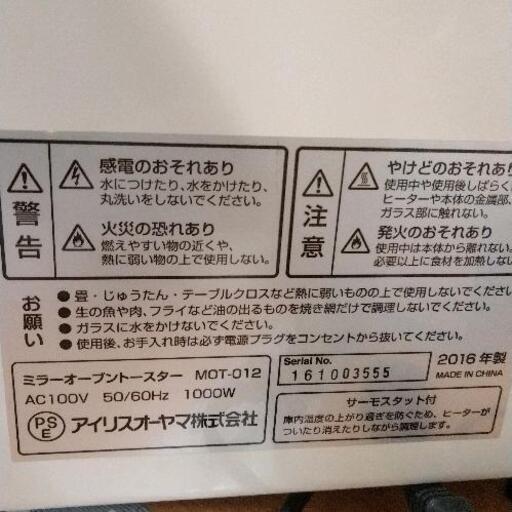 警告
感電のおそれあり
水につけたり、水をかけたり、
丸洗いをしないでください。
火災の恐れあり
燃えやすい物の近くや、
熱に弱い物の上で使用しない。
注意
やけどのおそれあり
使用中や使用後しばらく
ヒーターや本体の金属部、
ガラス部に触れない。
発火のおそれあり
使用中は本体から離れない。
必要以上に食材を加熱しない
お願い
●畳・じゅうたん・テーブルクロスなど熱に弱いものの上で使用しないでください。
●生の魚や肉、フライなど油の出るものを焼き網だけで調理しないでください。
●ガラスに水をかけないでください。
●使用後、お手入れ時は必ず電源プラグをコンセントから抜いてください。
ミラーオーブントースター MOT-012
AC100V 50/60Hz 1000W
PSE アイリスオーヤマ株式会社
Serial No.
161003555
2016年製
MADE IN CHINA
サーモスタット付
庫内温度の上がり過ぎを防ぐため、ヒーターが
ついたり消えたりしながら調理します。